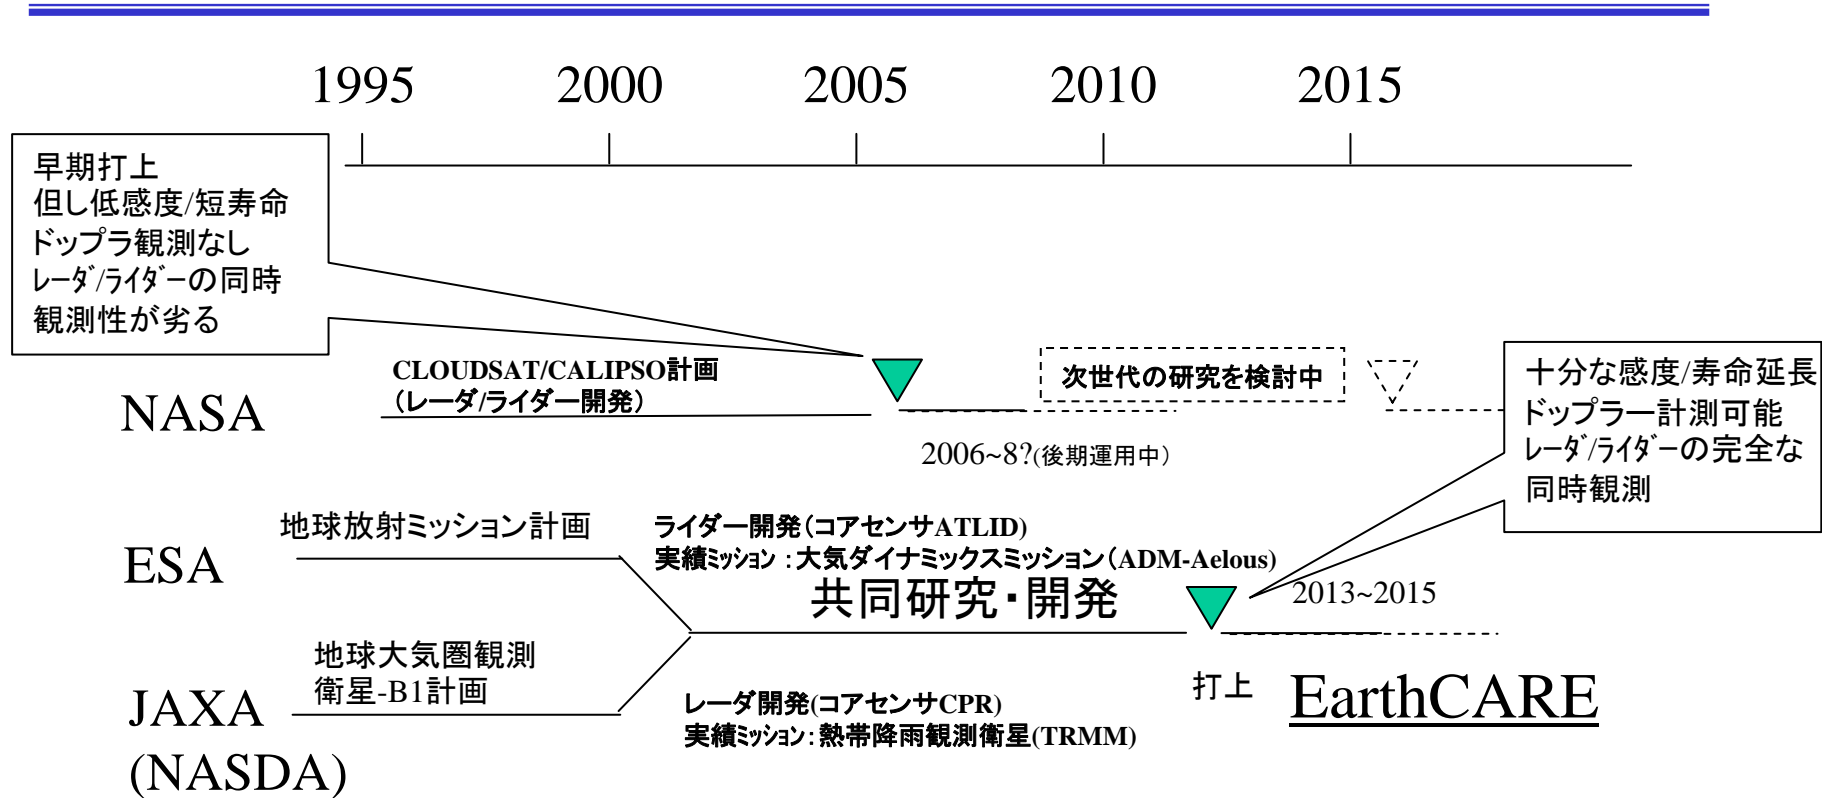 1995 2000 2005 2010 2015
早期打上
但し低感度/短寿命
ドップラ観測なし
レーダ/ライダーの同時
観測性が劣る
NASA
CLOUDSAT/CALIPSO計画
（レーダ/ライダー開発）
次世代の研究を検討中
2006~8?(後期運用中）
十分な感度/寿命延長
ドップラー計測可能
レーダ/ライダーの完全な
同時観測
ESA
地球放射ミッション計画
ライダー開発（コアセンサATLID)
実績ミッション：大気ダイナミックスミッション（ADM-Aelous)
共同研究・開発
2013~2015
JAXA
(NASDA)
地球大気圏観測
衛星-B1計画
レーダ開発(コアセンサCPR)
実績ミッション：熱帯降雨観測衛星(TRMM)
打上
EarthCARE